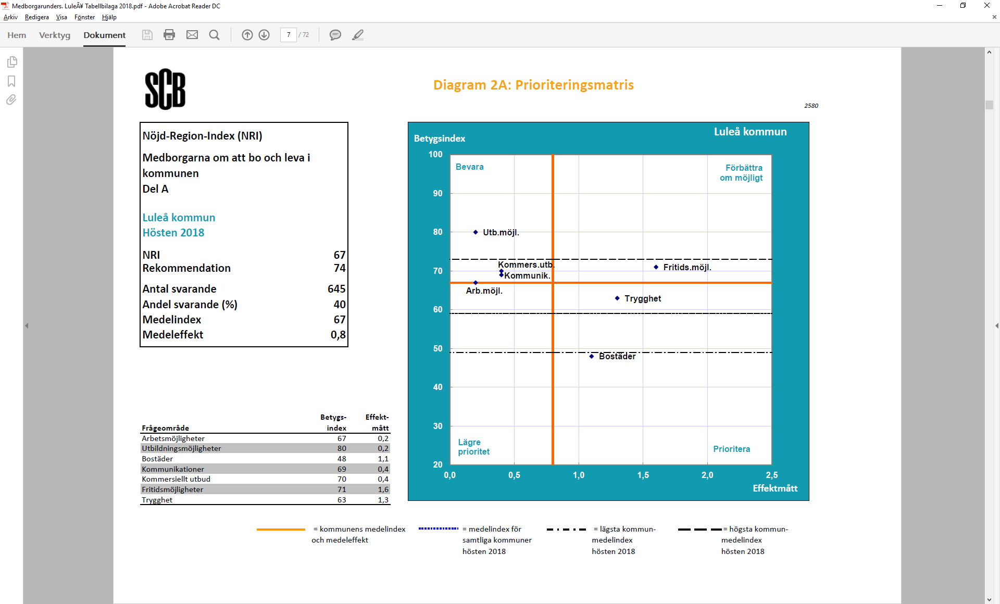 Medborgarunders. LuleÃ¥ Tabellbilaga 2018.pdf - Adobe Acrobat Reader DC
Arkiv Redigera Visa Fönster Hjälp
Hem Verktyg Dokument 7 / 72
SCB
Diagram 2A: Prioriteringsmatris
2580
Nöjd-Region-Index (NRI)
Medborgarna om att bo och leva i
kommunen
Del A
Luleå kommun
Hösten 2018
NRI 67
Rekommendation 74
Antal svarande 645
Andel svarande (%) 40
Medelindex 67
Medeleffekt 0,8
Luleå kommun
Betygsindex
100
Bevara
Förbättra
om möjligt
90
80
Utb.möjl.
Kommers.utb.
70
Fritids.möjl.
Kommunik.
Arb.möjl.
Trygghet
60
50
Bostäder
40
30
Lägre
prioritet
Prioritera
20
0,0 0,5 1,0 1,5 2,0 2,5
Effektmått
Betygs- Effekt-
Frågeområde index mått
Arbetsmöjligheter 67 0,2
Utbildningsmöjligheter 80 0,2
Bostäder 48 1,1
Kommunikationer 69 0,4
Kommersiellt utbud 70 0,4
Fritidsmöjligheter 71 1,6
Trygghet 63 1,3
= kommunens medelindex
och medeleffekt
= medelindex för
samtliga kommuner
hösten 2018
= lägsta kommun-
medelindex
hösten 2018
= högsta kommun-
medelindex
hösten 2018